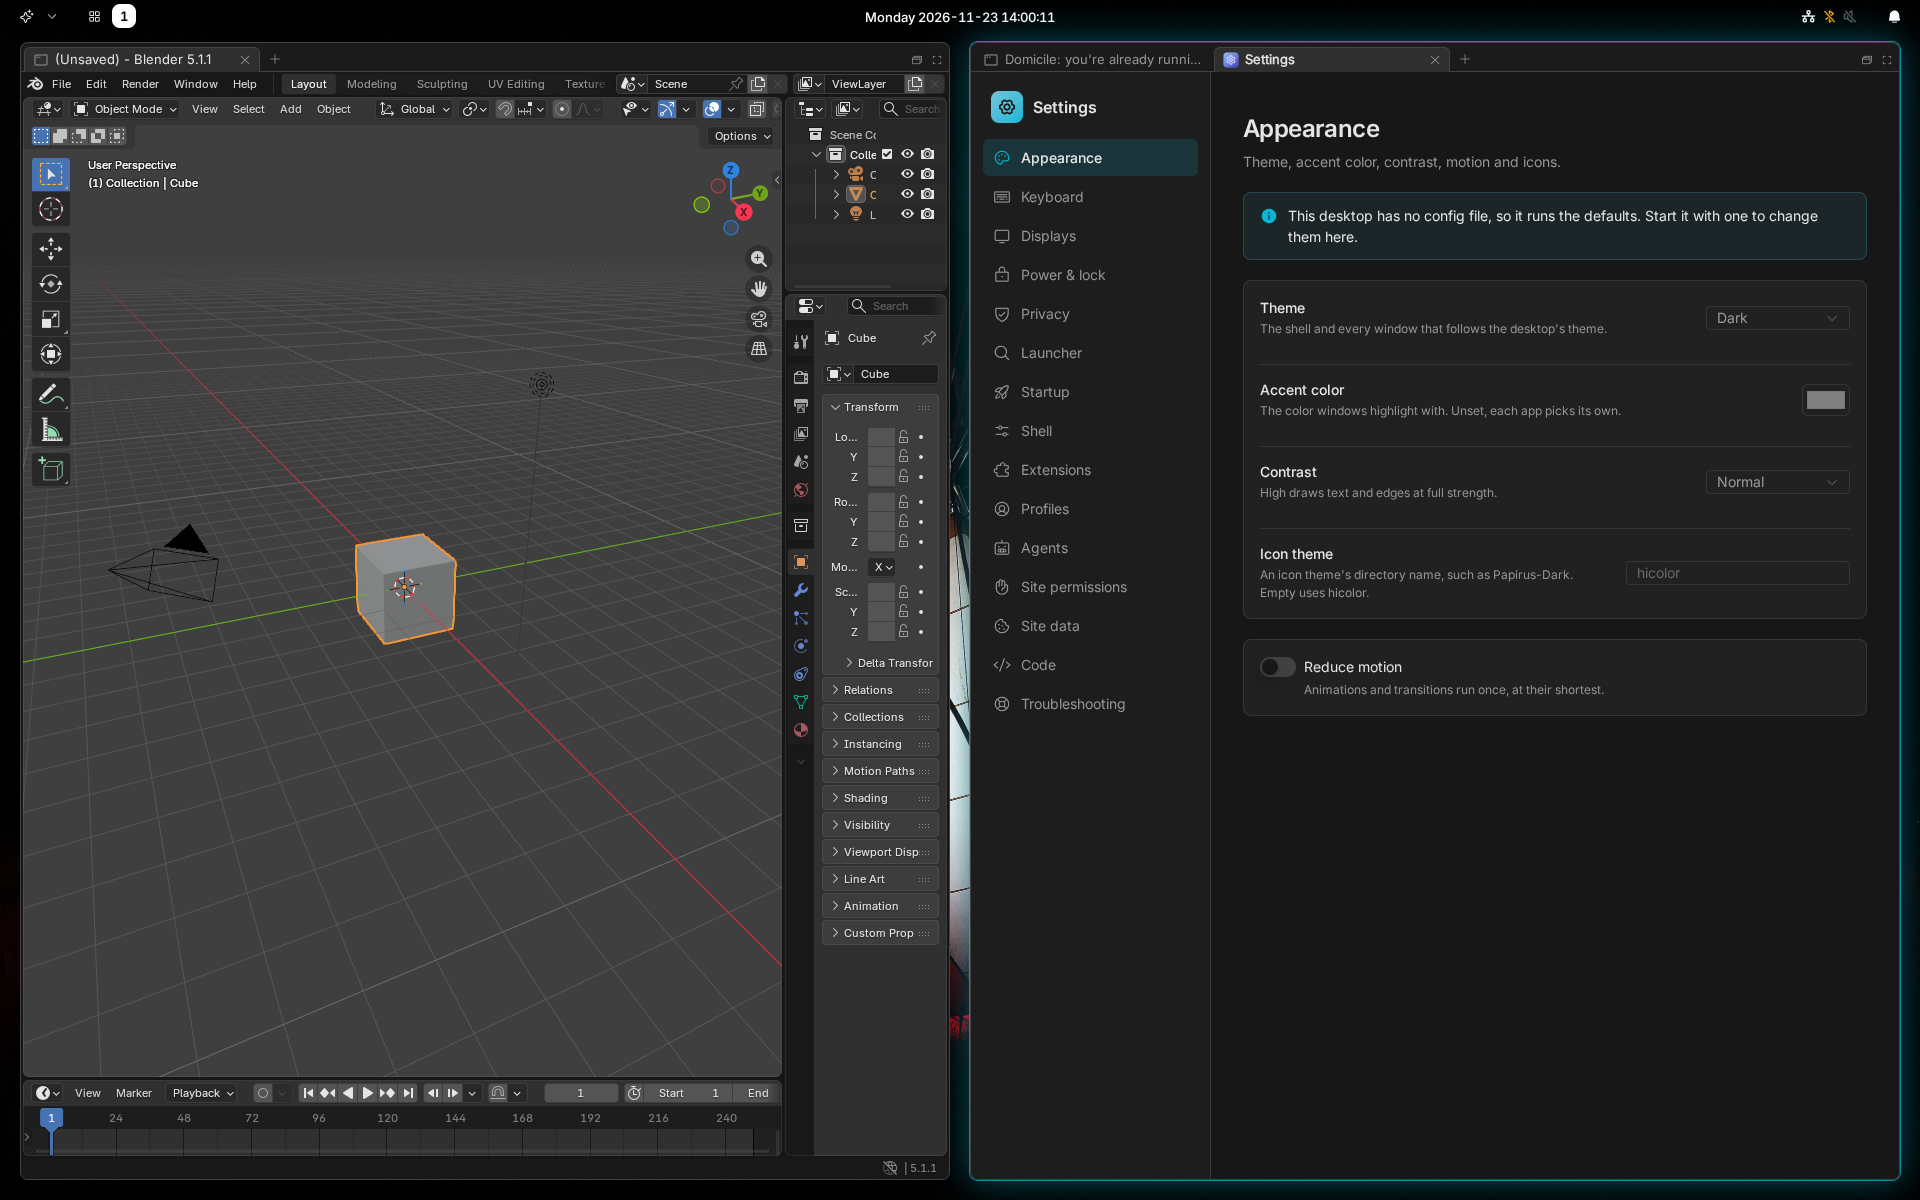 1
Monday 2026-11-23 14:00:11
(Unsaved) - Blender 5.1.1
File Edit Render Window Help Layout Modeling Sculpting UV Editing Texture Scene ViewLayer
Object Mode View Select Add Object Global Search
Options
User Perspective
(1) Collection | Cube
Z
Y
X
Scene Cc
Colle
C
C
L
Search
Cube
Cube
Transform
Lo...
Y
Z
Ro...
Y
Z
Mo... X
Sc...
Y
Z
Delta Transfor
Relations
Collections
Instancing
Motion Paths
Shading
Visibility
Viewport Disp
Line Art
Animation
Custom Prop
View Marker Playback 1 Start 1 End
1 24 48 72 96 120 144 168 192 216 240
5.1.1
Domicile: you're already runni...
Settings
Settings
Appearance
Keyboard
Displays
Power & lock
Privacy
Launcher
Startup
Shell
Extensions
Profiles
Agents
Site permissions
Site data
Code
Troubleshooting
Appearance
Theme, accent color, contrast, motion and icons.
This desktop has no config file, so it runs the defaults. Start it with one to change
them here.
Theme
The shell and every window that follows the desktop's theme.
Dark
Accent color
The color windows highlight with. Unset, each app picks its own.
Contrast
High draws text and edges at full strength.
Normal
Icon theme
An icon theme's directory name, such as Papirus-Dark.
Empty uses hicolor.
hicolor
Reduce motion
Animations and transitions run once, at their shortest.